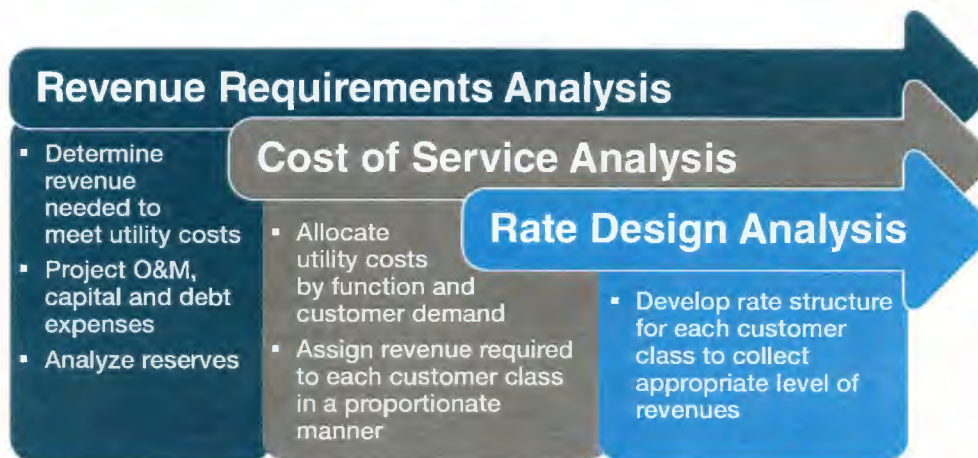 Revenue Requirements Analysis
▪ Determine
revenue
needed to
meet utility costs
▪ Project O&M,
capital and debt
expenses
▪ Analyze reserves
Cost of Service Analysis
▪ Allocate
utility costs
by function and
customer demand
▪ Assign revenue required
to each customer class
in a proportionate
manner
Rate Design Analysis
▪ Develop rate structure
for each customer
class to collect
appropriate level of
revenues